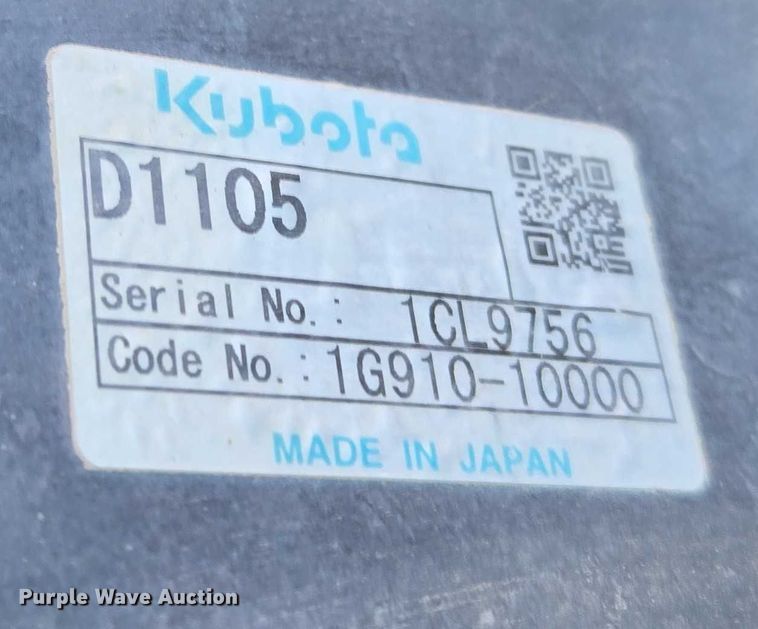 Kubota
D1105
Serial No.: 1CL9756
Code No.: 1G910-10000
MADE IN JAPAN
Purple Wave Auction